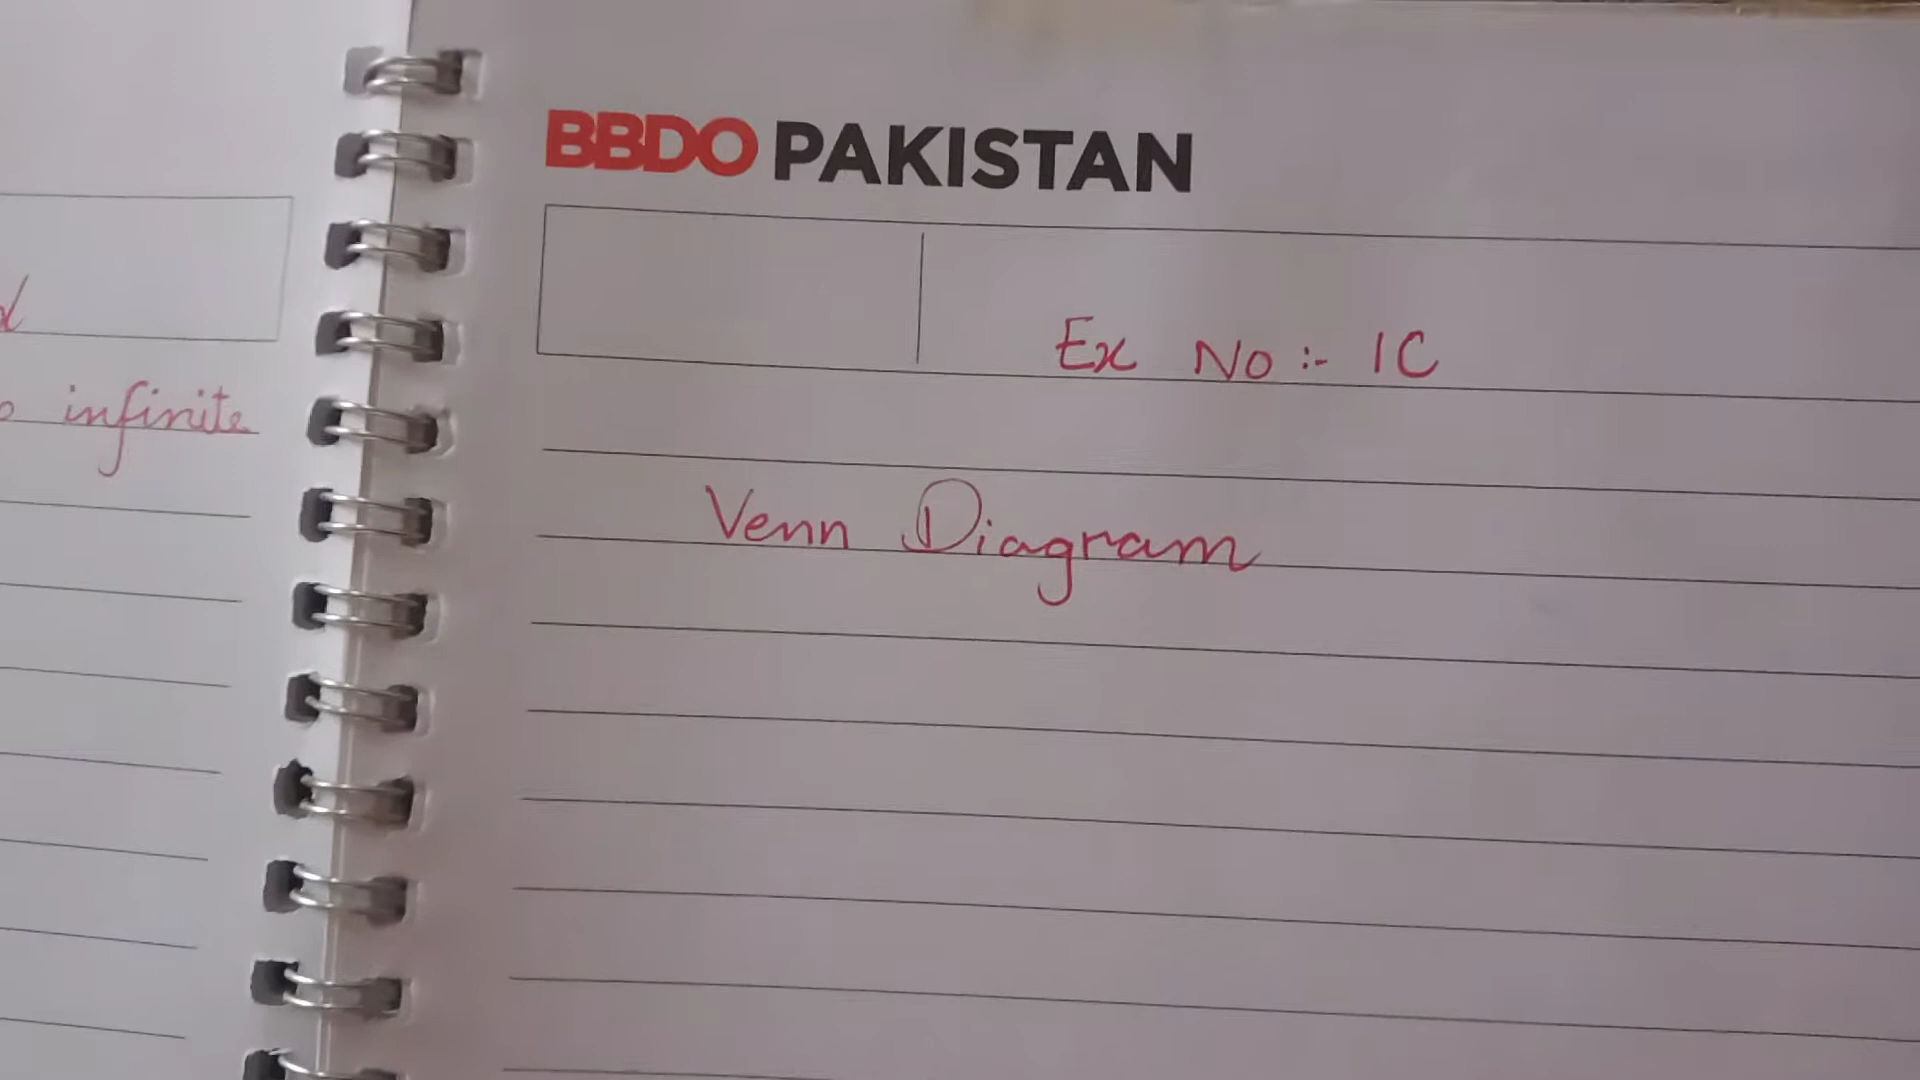 BBDO PAKISTAN
Ex No :- 1C
infinite
Venn Diagram